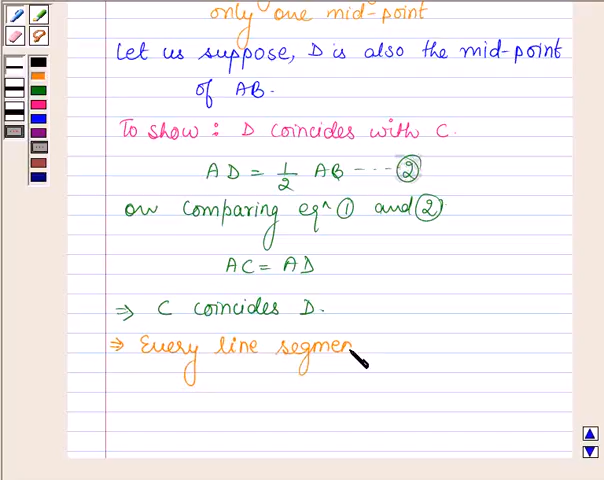 only one mid-point
Let us suppose, D is also the mid-point
of AB.
To show : D coincides with C.
AD = 1/2 AB ----- ②
on comparing eqn ① and ②
AC = AD
⇒ C coincides D.
⇒ Every line segmen